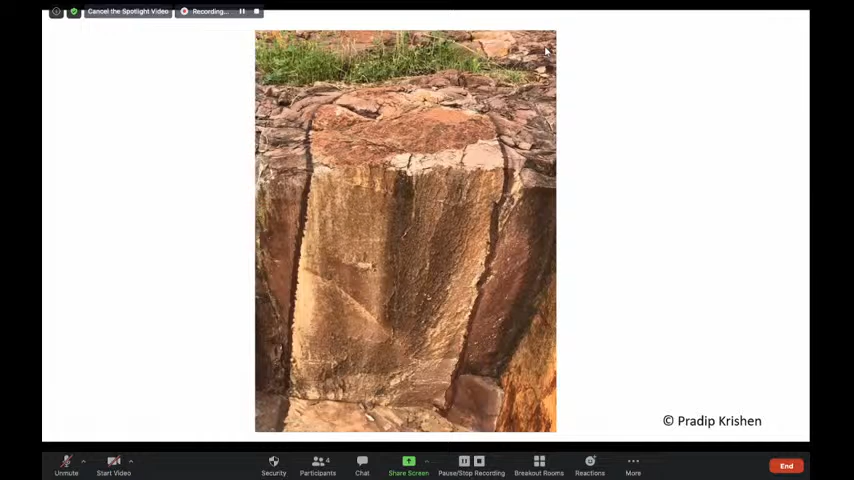 Cancel the Spotlight Video
Recording...
© Pradip Krishen
Unmute
Start Video
Security
Participants
4
Chat
Share Screen
Pause/Stop Recording
Breakout Rooms
Reactions
More
End